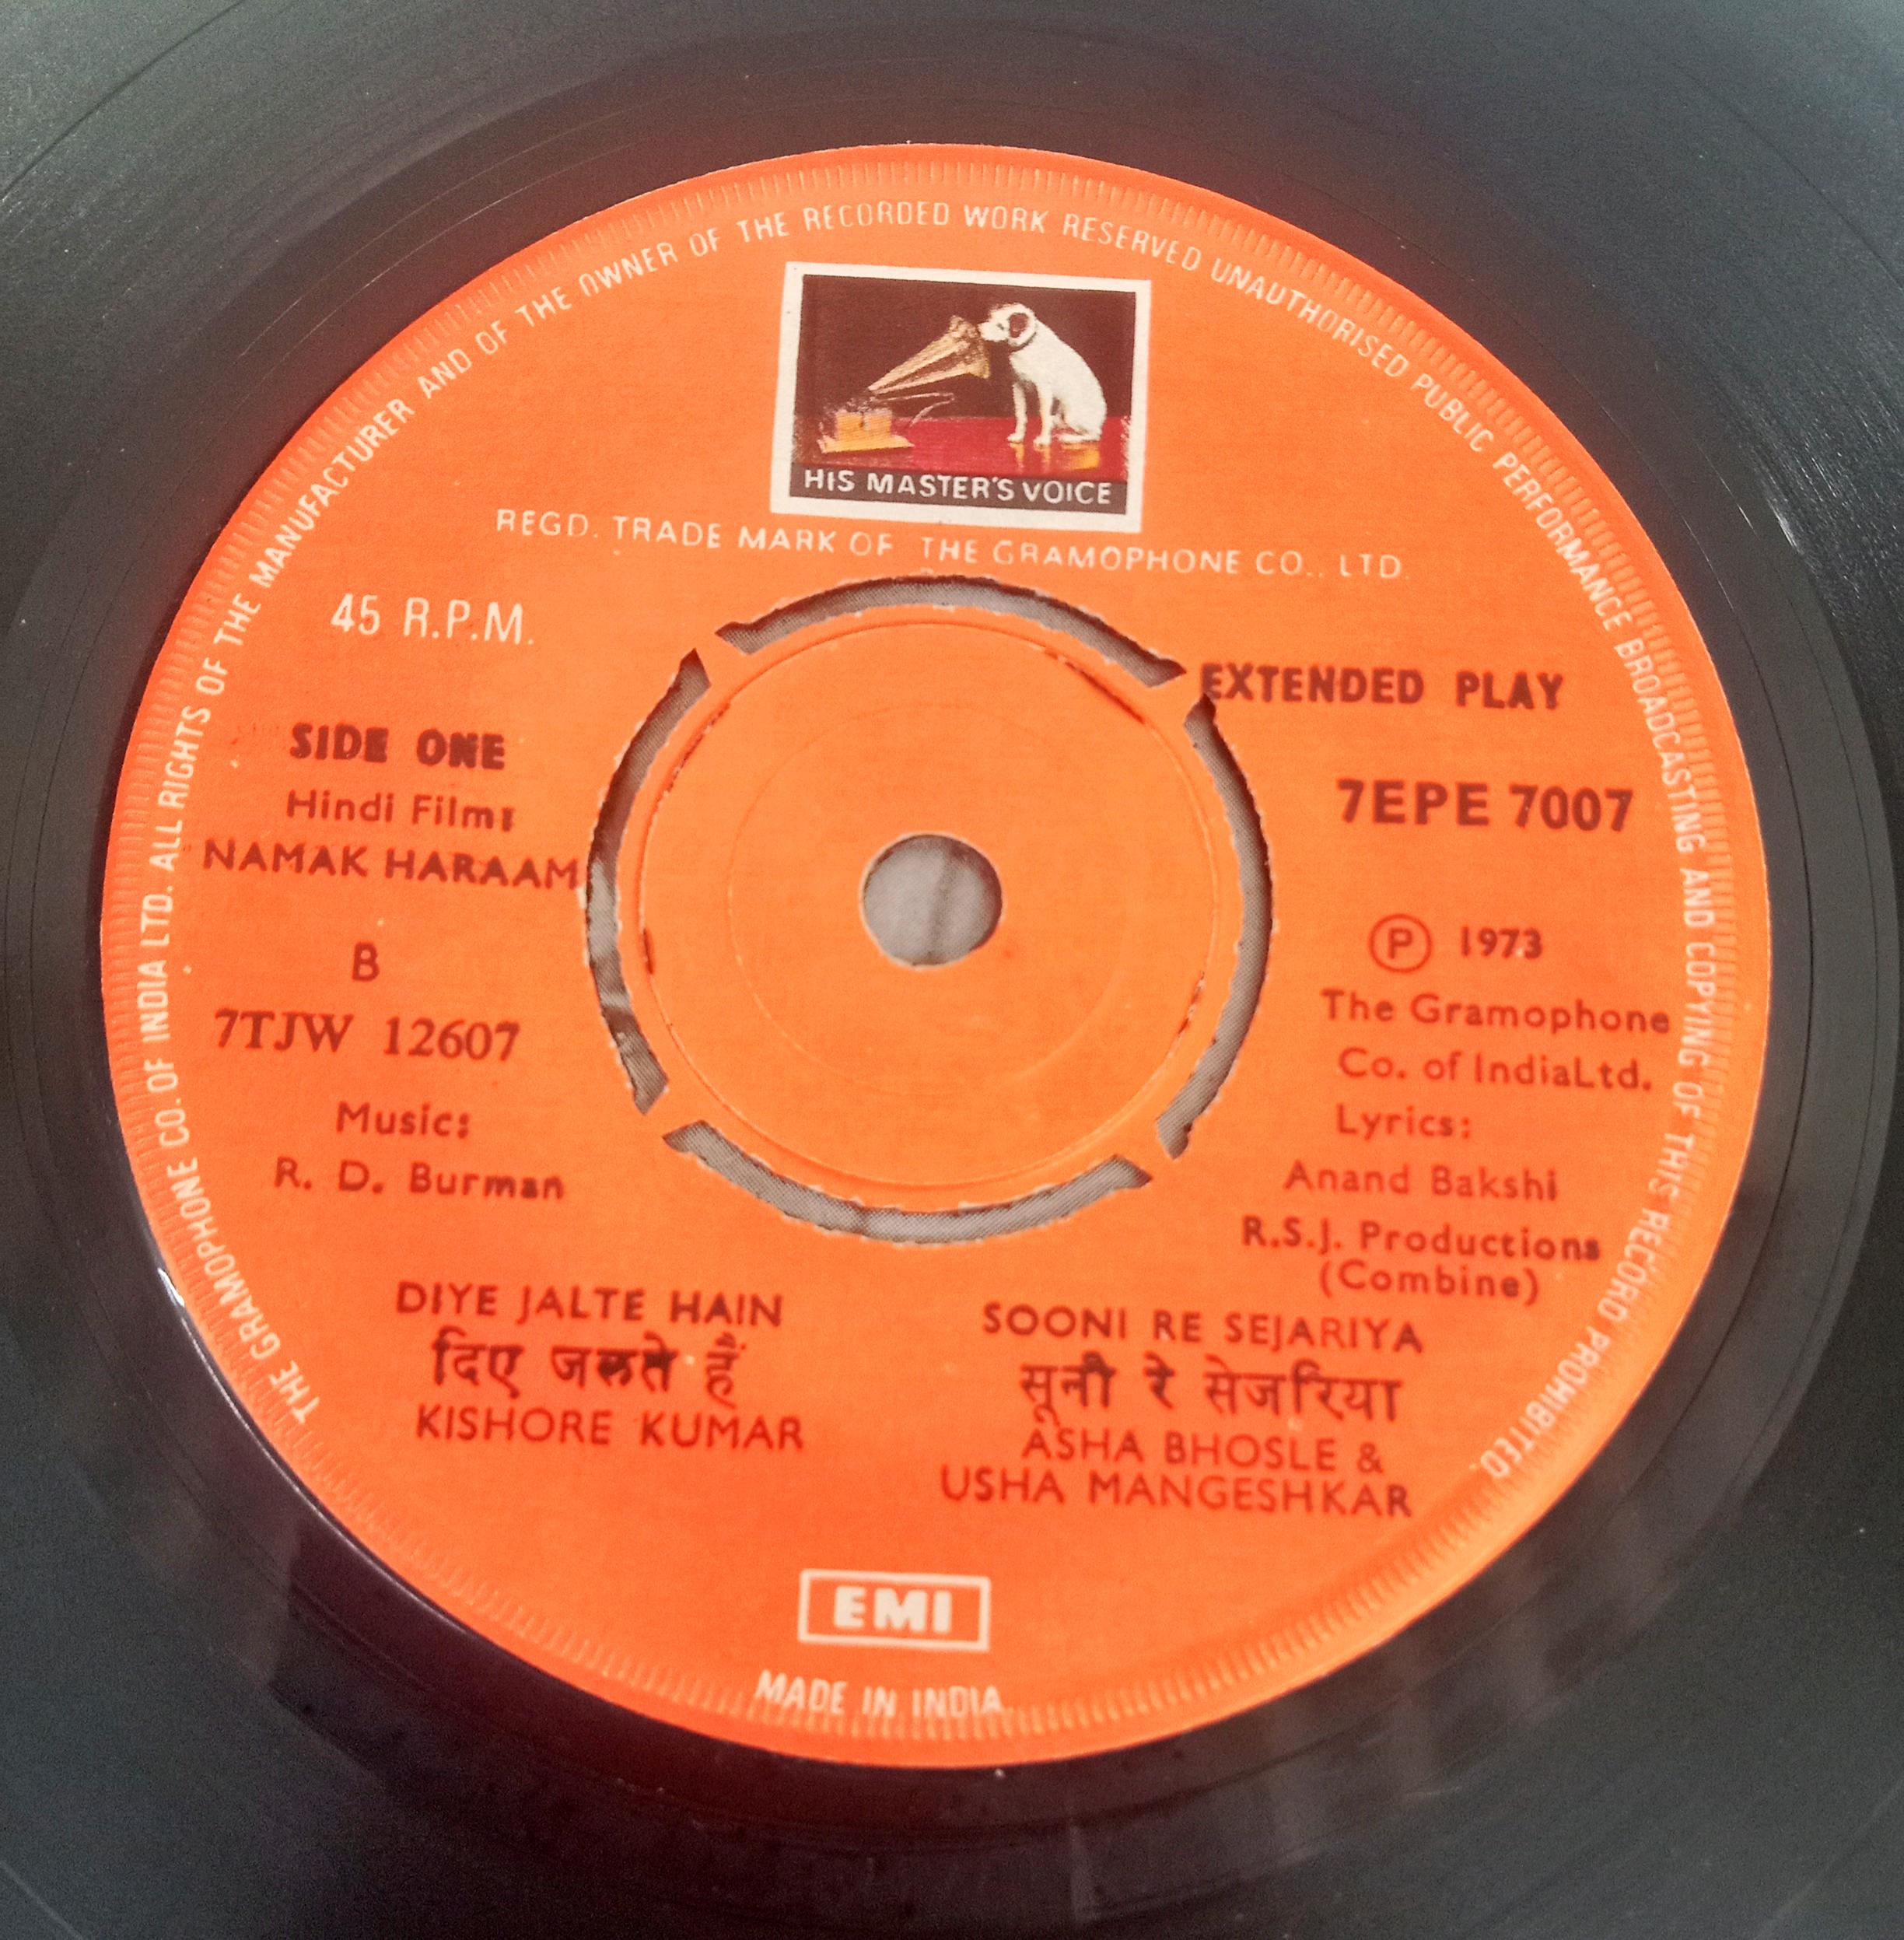 THE GRAMOPHONE CO. OF INDIA LTD. ALL RIGHTS OF THE MANUFACTURER AND OF THE OWNER OF THE RECORDED WORK RESERVED UNAUTHORISED PUBLIC PERFORMANCE BROADCASTING AND COPYING OF THIS RECORD PROHIBITED
HIS MASTER'S VOICE
REGD. TRADE MARK OF THE GRAMOPHONE CO., LTD.
45 R.P.M.
EXTENDED PLAY
SIDE ONE
Hindi Film:
NAMAK HARAAM
7EPE 7007
B
7TJW 12607
Ⓟ 1973
The Gramophone
Co. of IndiaLtd.
Music:
R. D. Burman
Lyrics:
Anand Bakshi
R.S.J. Productions
(Combine)
DIYE JALTE HAIN
दिए जलते हैं
KISHORE KUMAR
SOONI RE SEJARIYA
सूनी रे सेजरिया
ASHA BHOSLE &
USHA MANGESHKAR
EMI
MADE IN INDIA